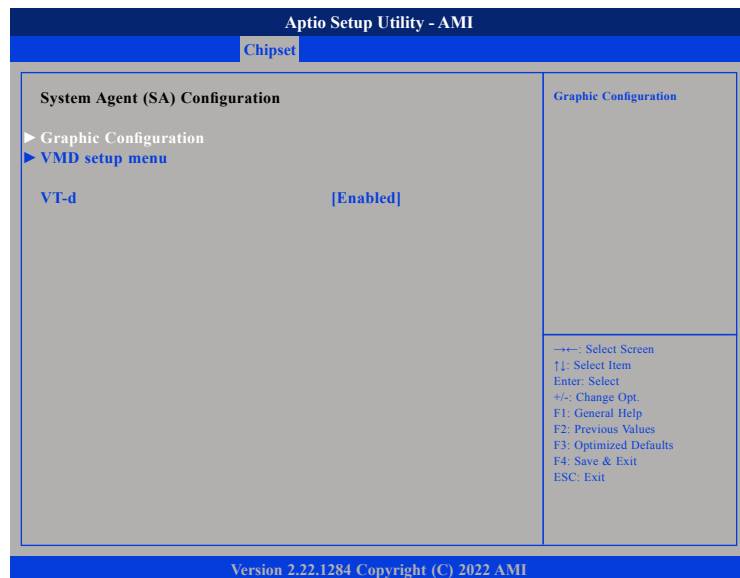 Aptio Setup Utility - AMI
Chipset
System Agent (SA) Configuration
► Graphic Configuration
► VMD setup menu
VT-d [Enabled]
Graphic Configuration
→←: Select Screen
↑↓: Select Item
Enter: Select
+/-: Change Opt.
F1: General Help
F2: Previous Values
F3: Optimized Defaults
F4: Save & Exit
ESC: Exit
Version 2.22.1284 Copyright (C) 2022 AMI